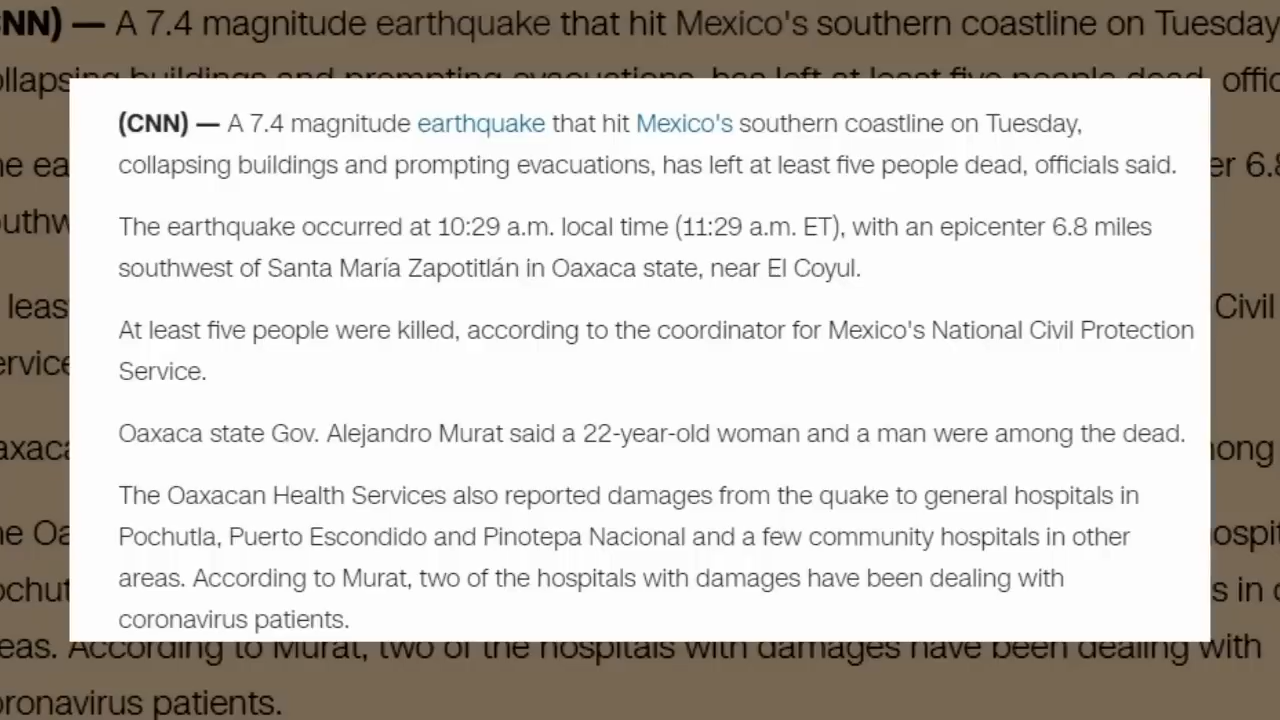 (CNN) — A 7.4 magnitude earthquake that hit Mexico's southern coastline on Tuesday,
collapsing buildings and prompting evacuations, has left at least five people dead, officials said.
The earthquake occurred at 10:29 a.m. local time (11:29 a.m. ET), with an epicenter 6.8 miles
southwest of Santa María Zapotitlán in Oaxaca state, near El Coyul.
At least five people were killed, according to the coordinator for Mexico's National Civil Protection
Service.
Oaxaca state Gov. Alejandro Murat said a 22-year-old woman and a man were among the dead.
The Oaxacan Health Services also reported damages from the quake to general hospitals in
Pochutla, Puerto Escondido and Pinotepa Nacional and a few community hospitals in other
areas. According to Murat, two of the hospitals with damages have been dealing with
coronavirus patients.